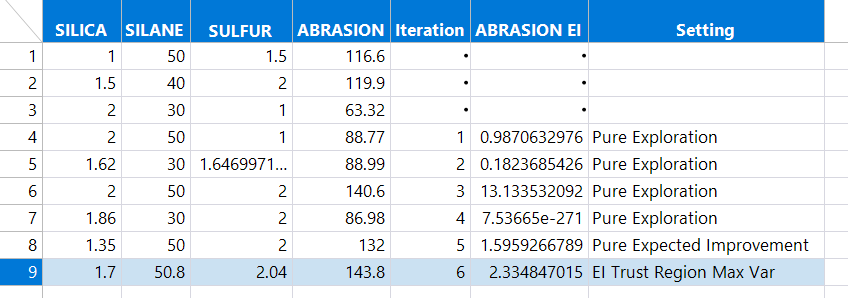 SILICA SILANE SULFUR ABRASION Iteration ABRASION EI Setting
1 1 50 1.5 116.6 • •
2 1.5 40 2 119.9 • •
3 2 30 1 63.32 • •
4 2 50 1 88.77 1 0.9870632976 Pure Exploration
5 1.62 30 1.6469971... 88.99 2 0.1823685426 Pure Exploration
6 2 50 2 140.6 3 13.133532092 Pure Exploration
7 1.86 30 2 86.98 4 7.53665e-271 Pure Exploration
8 1.35 50 2 132 5 1.5959266789 Pure Expected Improvement
9 1.7 50.8 2.04 143.8 6 2.334847015 EI Trust Region Max Var